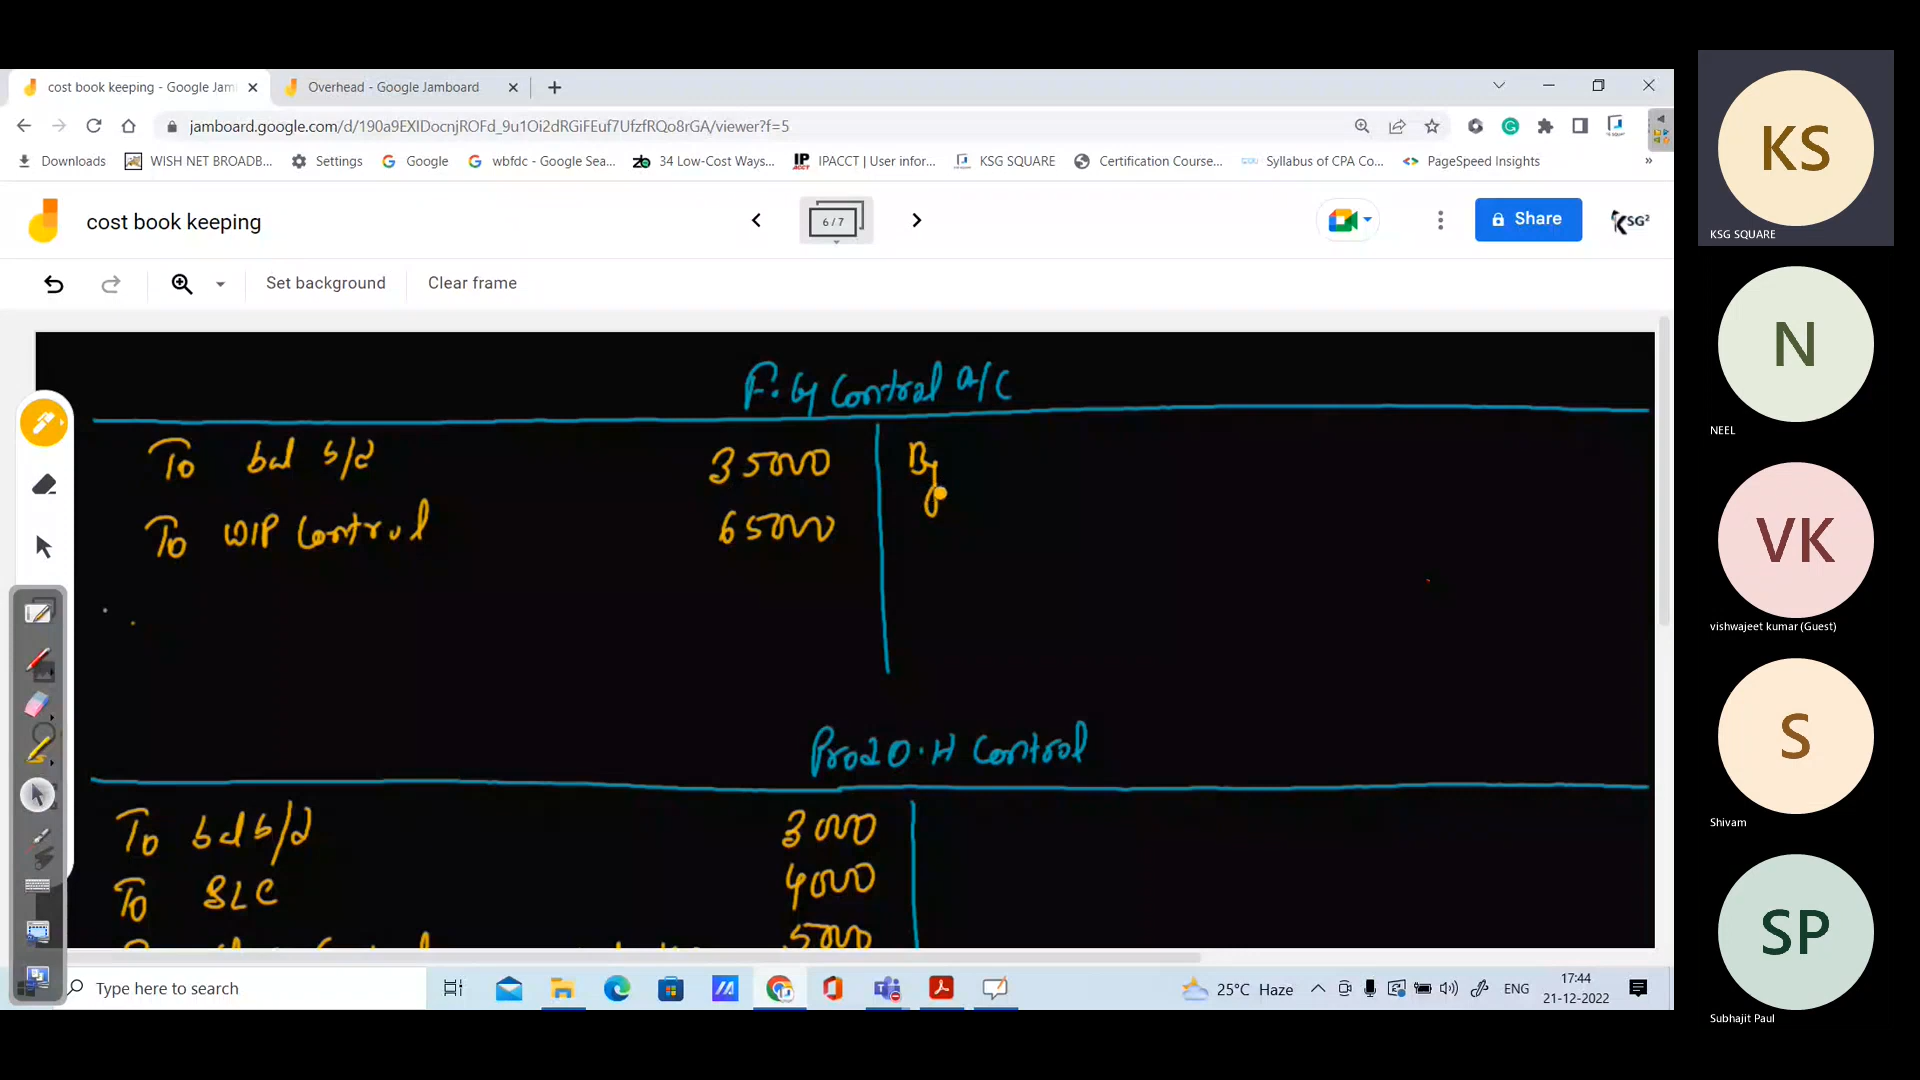 cost book keeping - Google Jam
Overhead - Google Jamboard
jamboard.google.com/d/190a9EXIDocnjROFd_9u1Oi2dRGiFEuf7UfzfRQo8rGA/viewer?f=5
Downloads
WISH NET BROADB...
Settings
Google
wbfdc - Google Sea...
34 Low-Cost Ways...
IPACCT | User infor...
KSG SQUARE
Certification Course...
Syllabus of CPA Co...
PageSpeed Insights
»
cost book keeping
6 / 7
Share
KSG²
Set background
Clear frame
F.G Control A/C
To bal b/d 35000 By
To WIP Control 65000
Prod O.H Control
To bal b/d 3000
To SLC 4000
5000
Type here to search
25°C Haze
ENG
17:44
21-12-2022
KS
KSG SQUARE
N
NEEL
VK
vishwajeet kumar (Guest)
S
Shivam
SP
Subhajit Paul